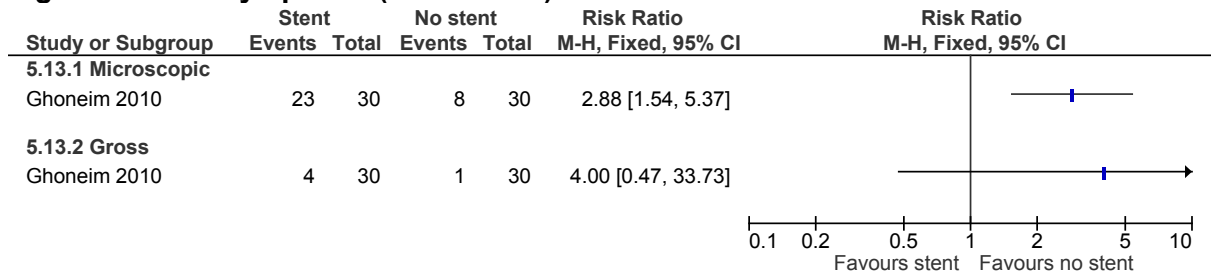 Stent No stent Risk Ratio Risk Ratio
Study or Subgroup Events Total Events Total M-H, Fixed, 95% CI M-H, Fixed, 95% CI
5.13.1 Microscopic
Ghoneim 2010 23 30 8 30 2.88 [1.54, 5.37]
5.13.2 Gross
Ghoneim 2010 4 30 1 30 4.00 [0.47, 33.73]
0.1 0.2 0.5 1 2 5 10
Favours stent Favours no stent